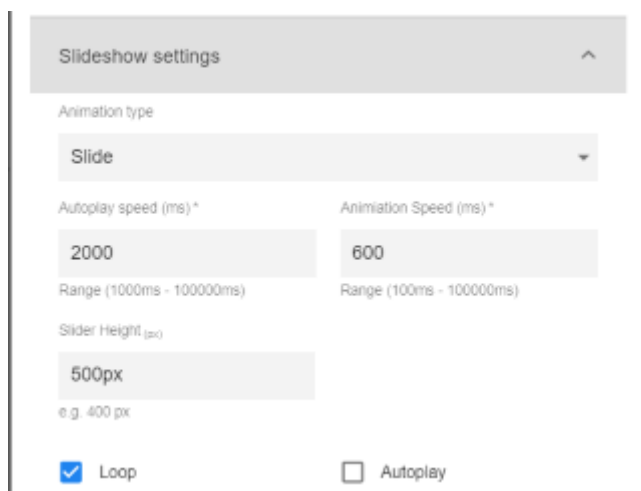 Slideshow settings
Animation type
Slide
Autoplay speed (ms) * Animiation Speed (ms) *
2000 600
Range (1000ms - 100000ms) Range (100ms - 100000ms)
Slider Height (px)
500px
e.g. 400 px
Loop Autoplay